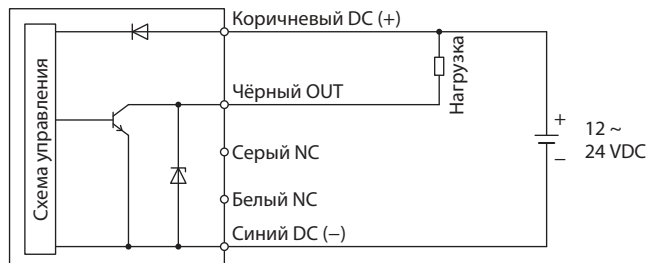 Коричневый DC (+)
Чёрный OUT
Серый NC
Белый NC
Синий DC (−)
Схема управления
Нагрузка
+
12 ~
24 VDC
−